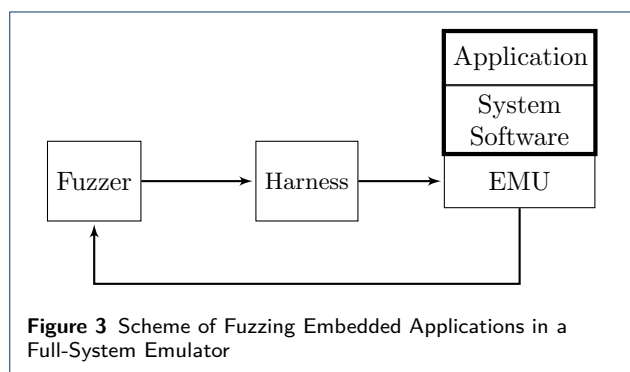 Application
System
Software
Fuzzer
Harness
EMU
Figure 3 Scheme of Fuzzing Embedded Applications in a
Full-System Emulator